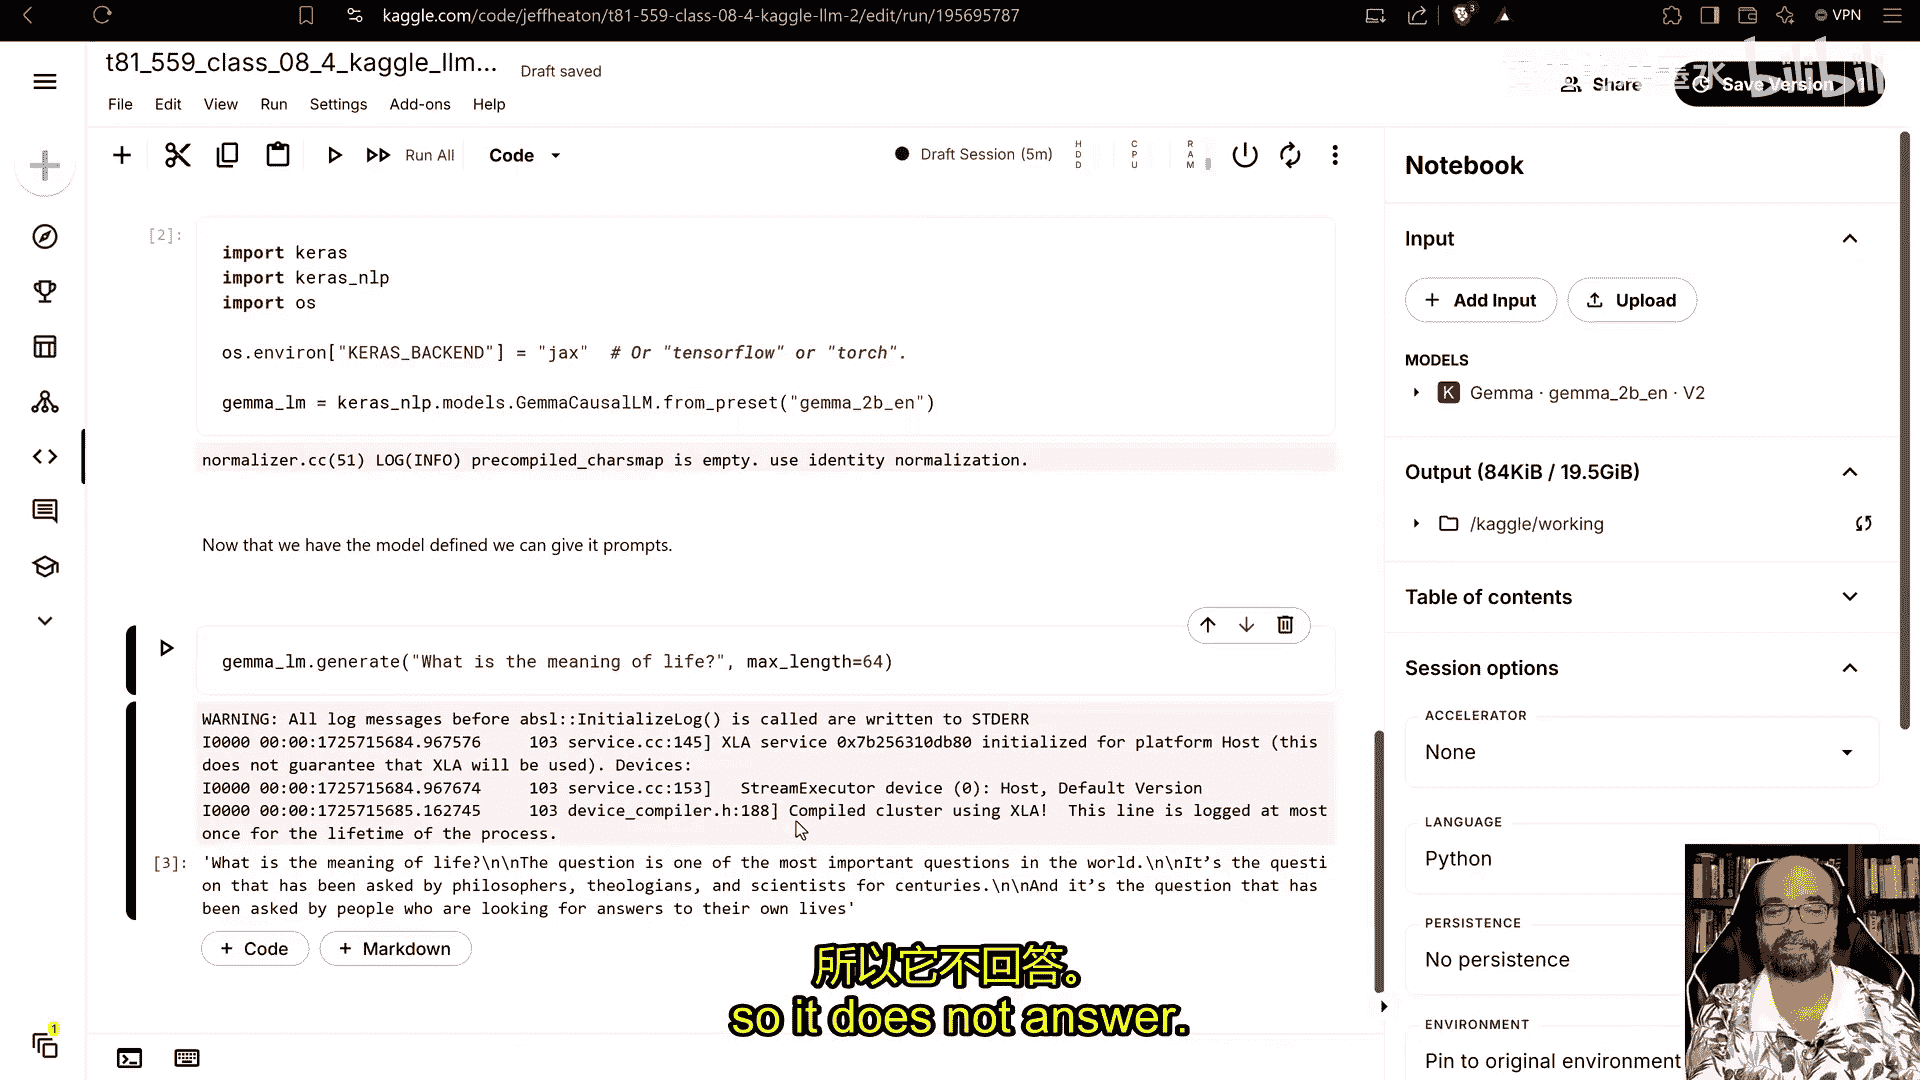 kaggle.com/code/jeffheaton/t81-559-class-08-4-kaggle-llm-2/edit/run/195695787
3
VPN
t81_559_class_08_4_kaggle_llm...
Draft saved
bilibili
Share
Save Version
1
File Edit View Run Settings Add-ons Help
Run All
Code
Draft Session (5m)
HDD
CPU
RAM
Notebook
[2]:
import keras
import keras_nlp
import os
os.environ["KERAS_BACKEND"] = "jax"  # Or "tensorflow" or "torch".
gemma_lm = keras_nlp.models.GemmaCausalLM.from_preset("gemma_2b_en")
normalizer.cc(51) LOG(INFO) precompiled_charsmap is empty. use identity normalization.
Now that we have the model defined we can give it prompts.
gemma_lm.generate("What is the meaning of life?", max_length=64)
WARNING: All log messages before absl::InitializeLog() is called are written to STDERR
I0000 00:00:1725715684.967576     103 service.cc:145] XLA service 0x7b256310db80 initialized for platform Host (this
does not guarantee that XLA will be used). Devices:
I0000 00:00:1725715684.967674     103 service.cc:153]   StreamExecutor device (0): Host, Default Version
I0000 00:00:1725715685.162745     103 device_compiler.h:188] Compiled cluster using XLA!  This line is logged at most
once for the lifetime of the process.
[3]:
'What is the meaning of life?\n\nThe question is one of the most important questions in the world.\n\nIt’s the questi
on that has been asked by philosophers, theologians, and scientists for centuries.\n\nAnd it’s the question that has
been asked by people who are looking for answers to their own lives'
+ Code
+ Markdown
Input
+ Add Input
Upload
MODELS
K Gemma · gemma_2b_en · V2
Output (84KiB / 19.5GiB)
/kaggle/working
Table of contents
Session options
ACCELERATOR
None
LANGUAGE
Python
PERSISTENCE
No persistence
ENVIRONMENT
Pin to original environment
1
所以它不回答。
so it does not answer.